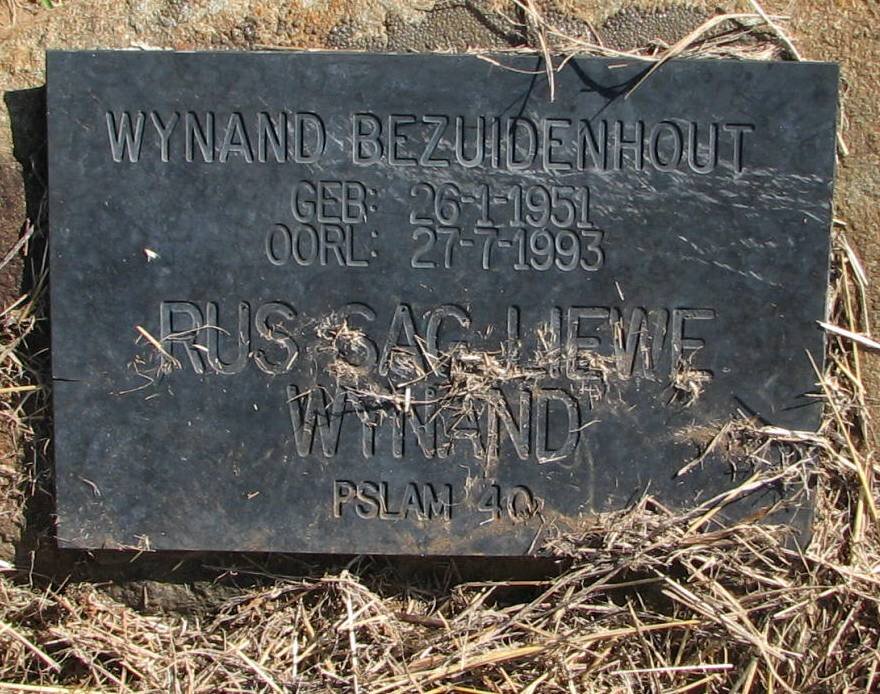 WYNAND BEZUIDENHOUT
GEB: 26-1-1951
OORL: 27-7-1993
RUS SAG LIEWE
WYNAND
PSLAM 40